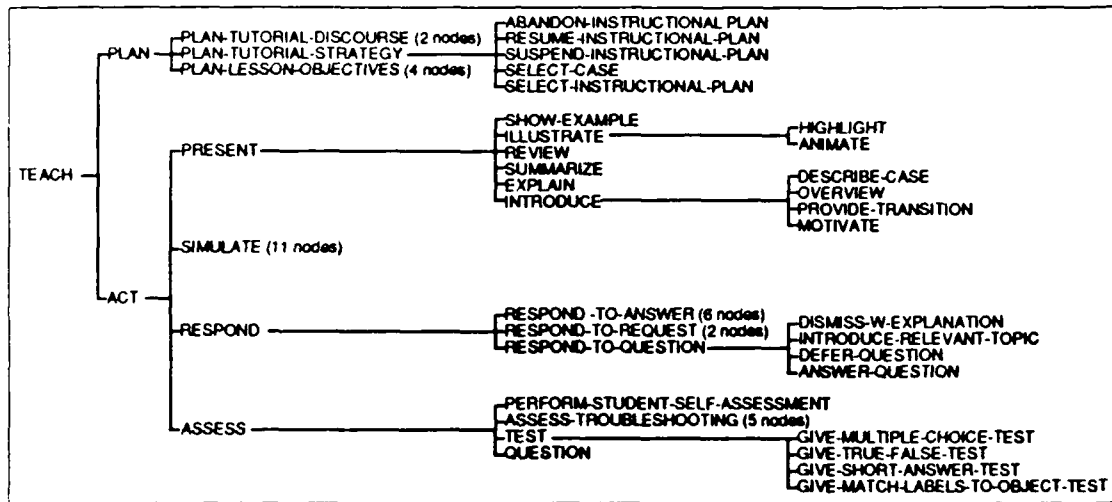 TEACH
PLAN
PLAN-TUTORIAL-DISCOURSE (2 nodes)
PLAN-TUTORIAL-STRATEGY
ABANDON-INSTRUCTIONAL PLAN
RESUME-INSTRUCTIONAL-PLAN
SUSPEND-INSTRUCTIONAL-PLAN
SELECT-CASE
SELECT-INSTRUCTIONAL-PLAN
PLAN-LESSON-OBJECTIVES (4 nodes)
ACT
PRESENT
SHOW-EXAMPLE
ILLUSTRATE
HIGHLIGHT
ANIMATE
REVIEW
SUMMARIZE
EXPLAIN
INTRODUCE
DESCRIBE-CASE
OVERVIEW
PROVIDE-TRANSITION
MOTIVATE
SIMULATE (11 nodes)
RESPOND
RESPOND -TO-ANSWER (6 nodes)
RESPOND-TO-REQUEST (2 nodes)
RESPOND-TO-QUESTION
DISMISS-W-EXPLANATION
INTRODUCE-RELEVANT-TOPIC
DEFER-QUESTION
ANSWER-QUESTION
ASSESS
PERFORM-STUDENT-SELF-ASSESSMENT
ASSESS-TROUBLESHOOTING (5 nodes)
TEST
GIVE-MULTIPLE-CHOICE-TEST
GIVE-TRUE-FALSE-TEST
GIVE-SHORT-ANSWER-TEST
GIVE-MATCH-LABELS-TO-OBJECT-TEST
QUESTION